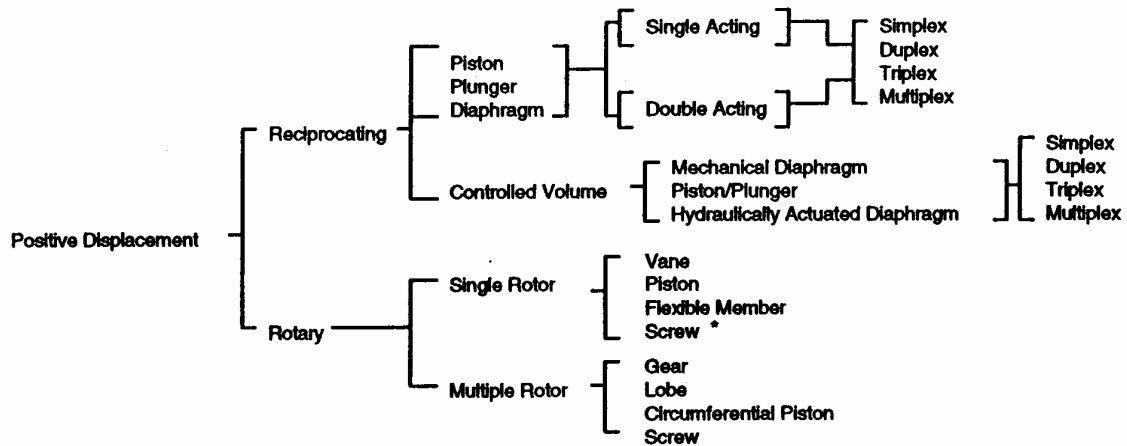 Positive Displacement
Reciprocating
Piston
Plunger
Diaphragm
Single Acting
Double Acting
Simplex
Duplex
Triplex
Multiplex
Controlled Volume
Mechanical Diaphragm
Piston/Plunger
Hydraulically Actuated Diaphragm
Simplex
Duplex
Triplex
Multiplex
Rotary
Single Rotor
Vane
Piston
Flexible Member
Screw *
Multiple Rotor
Gear
Lobe
Circumferential Piston
Screw